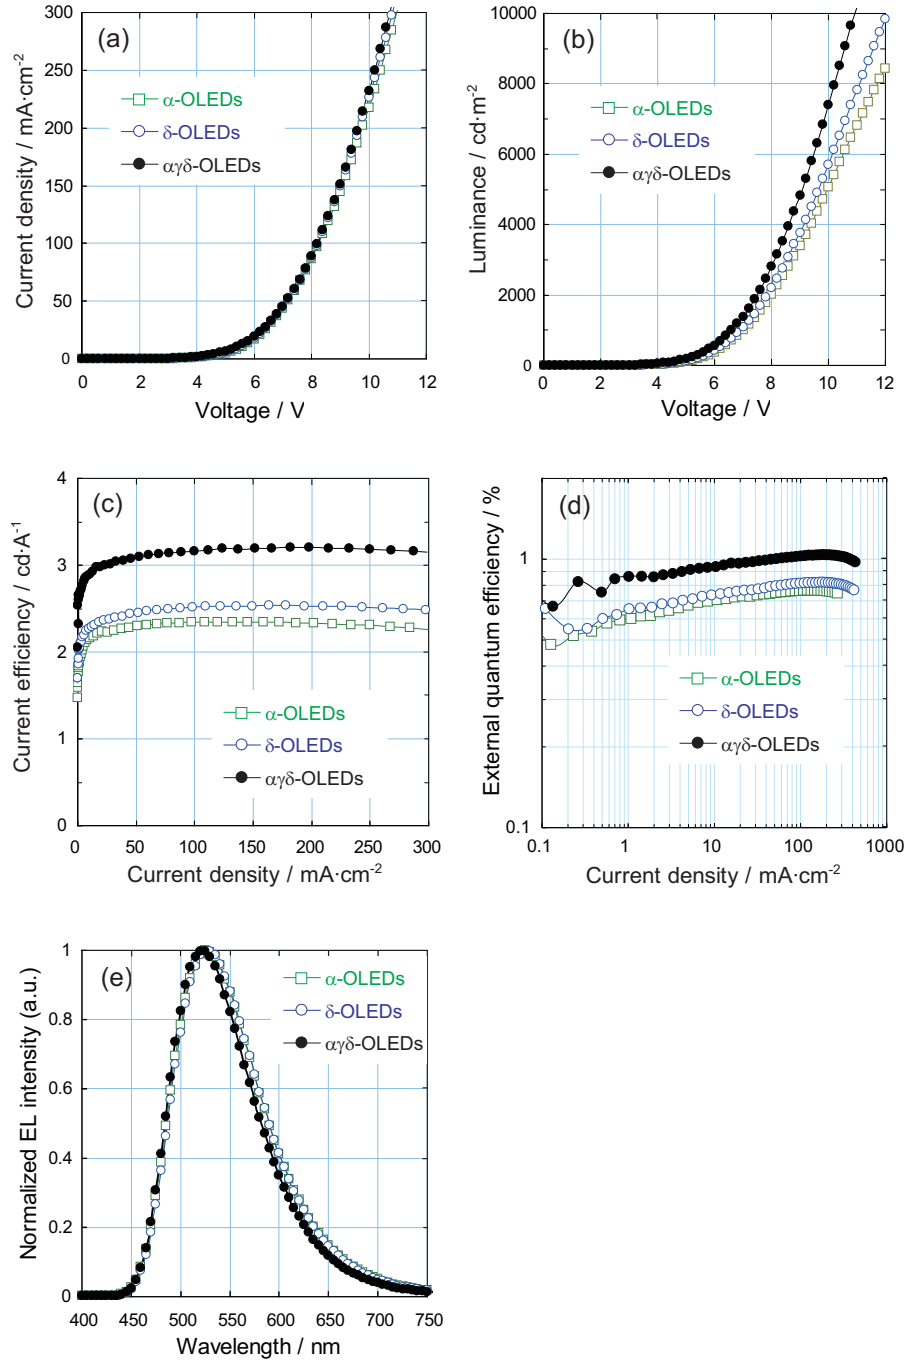 (a)
300
250
200
150
100
50
0
0 2 4 6 8 10 12
Current density / mA·cm-2
Voltage / V
α-OLEDs
δ-OLEDs
αγδ-OLEDs
(b)
10000
8000
6000
4000
2000
0
0 2 4 6 8 10 12
Luminance / cd·m-2
Voltage / V
α-OLEDs
δ-OLEDs
αγδ-OLEDs
(c)
4
3
2
1
0
0 50 100 150 200 250 300
Current efficiency / cd·A-1
Current density / mA·cm-2
α-OLEDs
δ-OLEDs
αγδ-OLEDs
(d)
1
0.1
0.1 1 10 100 1000
External quantum efficiency / %
Current density / mA·cm-2
α-OLEDs
δ-OLEDs
αγδ-OLEDs
(e)
1
0.8
0.6
0.4
0.2
0
400 450 500 550 600 650 700 750
Normalized EL intensity (a.u.)
Wavelength / nm
α-OLEDs
δ-OLEDs
αγδ-OLEDs